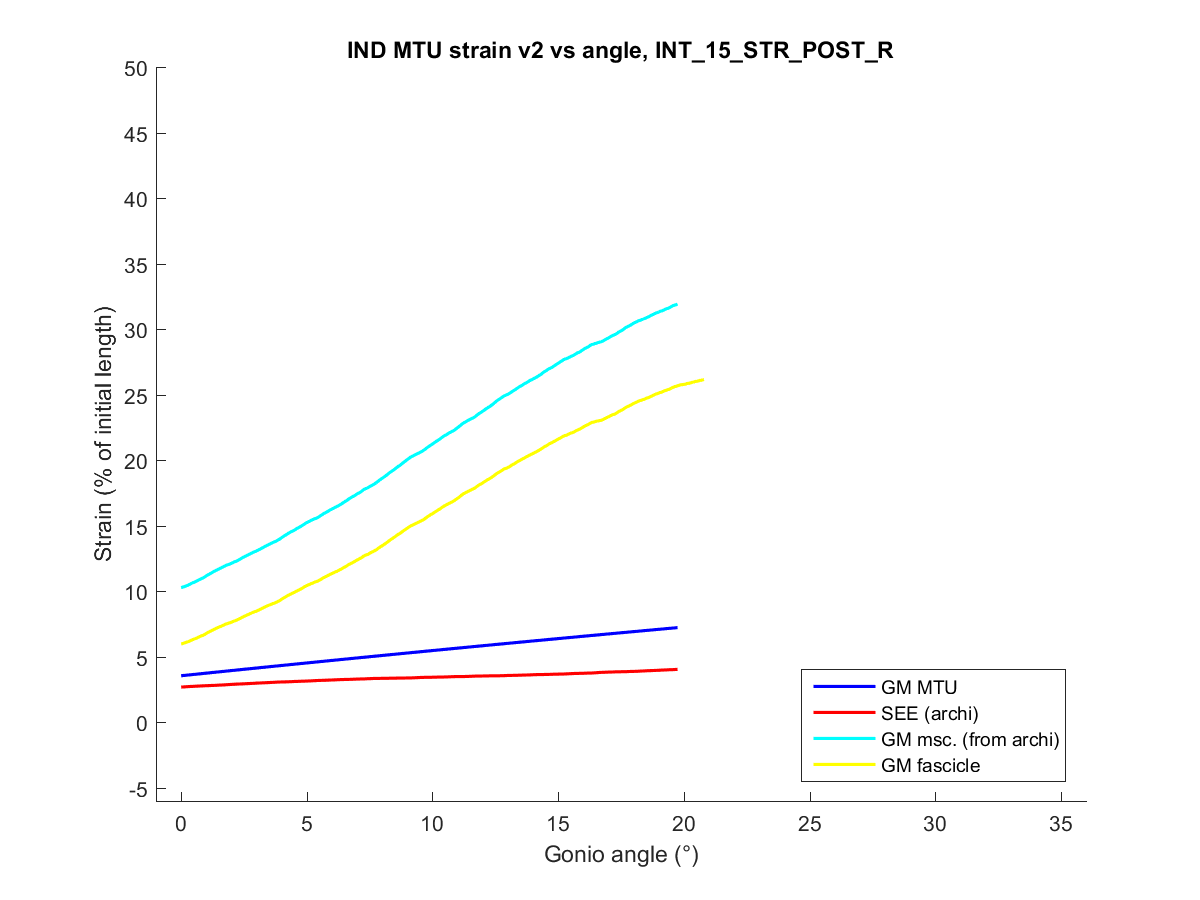 IND MTU strain v2 vs angle, INT_15_STR_POST_R
50
45
40
35
30
25
20
15
10
5
0
-5
Strain (% of initial length)
0 5 10 15 20 25 30 35
Gonio angle (°)
GM MTU
SEE (archi)
GM msc. (from archi)
GM fascicle